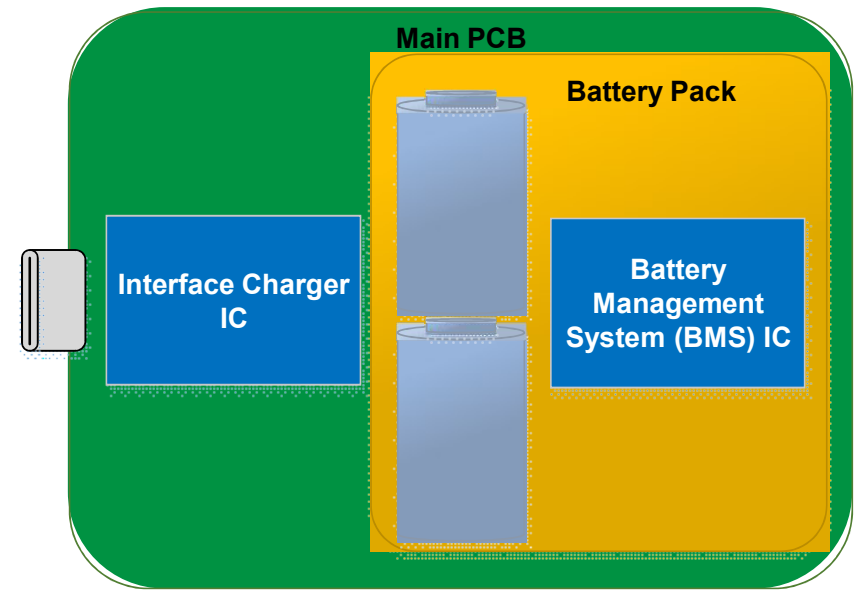 Main PCB
Battery Pack
Interface Charger
IC
Battery
Management
System (BMS) IC